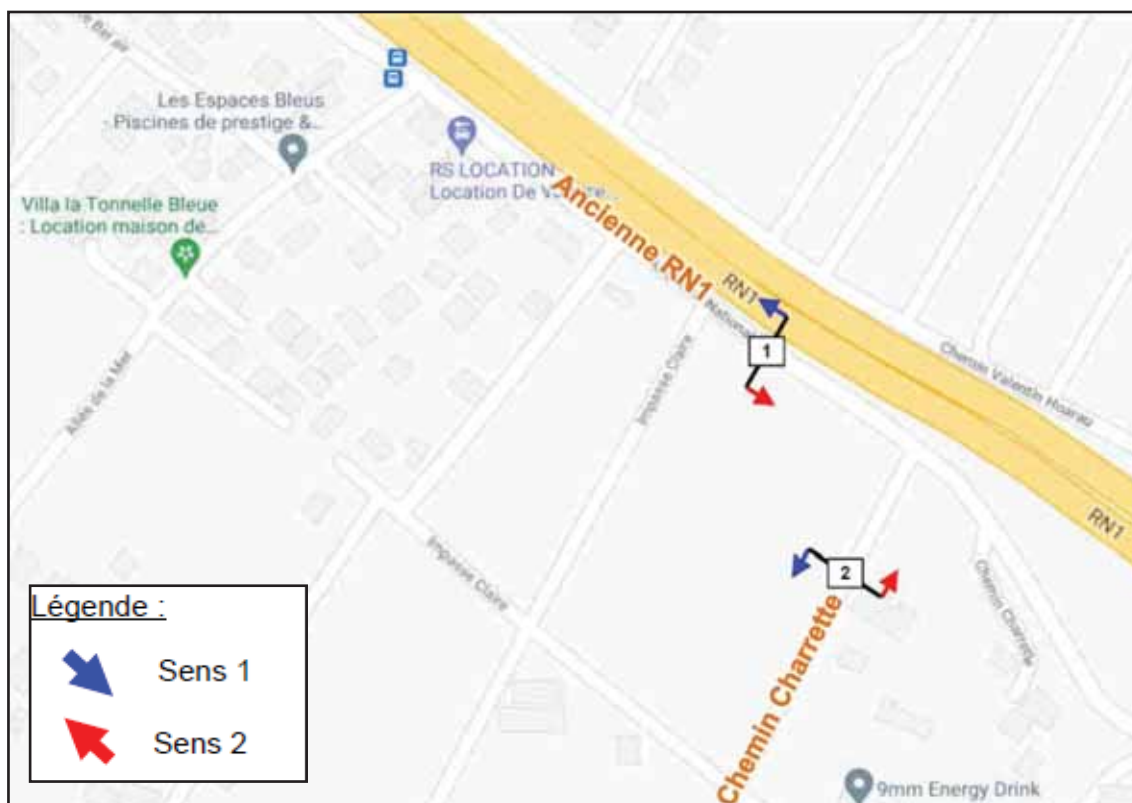 Bel air
Les Espaces Bleus
- Piscines de prestige &...
RS LOCATION
Location De
Villa la Tonnelle Bleue
: Location maison de...
Ancienne RN1
RN1
1
Chemin Valentin Hoarau
Allée de la Mer
Impasse Claire
RN1
Impasse Claire
2
Chemin Charrette
Chemin Charrette
9mm Energy Drink
Légende :
Sens 1
Sens 2